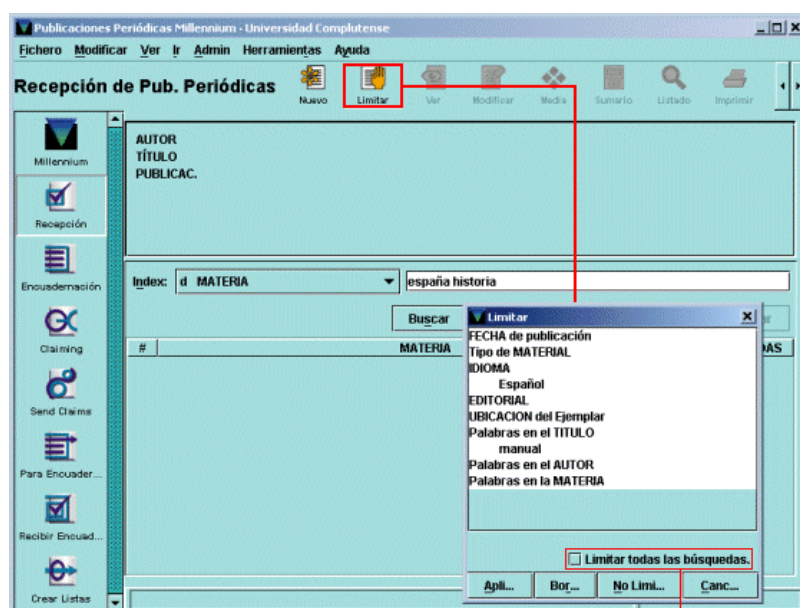 Publicaciones Periódicas Millennium - Universidad Complutense
Fichero Modificar Ver Ir Admin Herramientas Ayuda
Recepción de Pub. Periódicas
Nuevo Limitar Ver Modificar Media Sumario Listado Imprimir
Millennium
Recepción
Encuadernación
Claiming
Send Claims
Para Encuader...
Recibir Encuad...
Crear Listas
AUTOR
TÍTULO
PUBLICAC.
Index: d MATERIA españa historia
Buscar
# MATERIA
Limitar
FECHA de publicación
Tipo de MATERIAL
IDIOMA
Español
EDITORIAL
UBICACION del Ejemplar
Palabras en el TITULO
manual
Palabras en el AUTOR
Palabras en la MATERIA
Limitar todas las búsquedas.
Apli... Bor... No Limi... Canc...